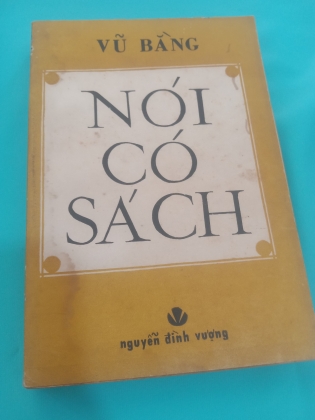 VŨ BẰNG
NÓI
CÓ
SÁCH
nguyễn đình vượng